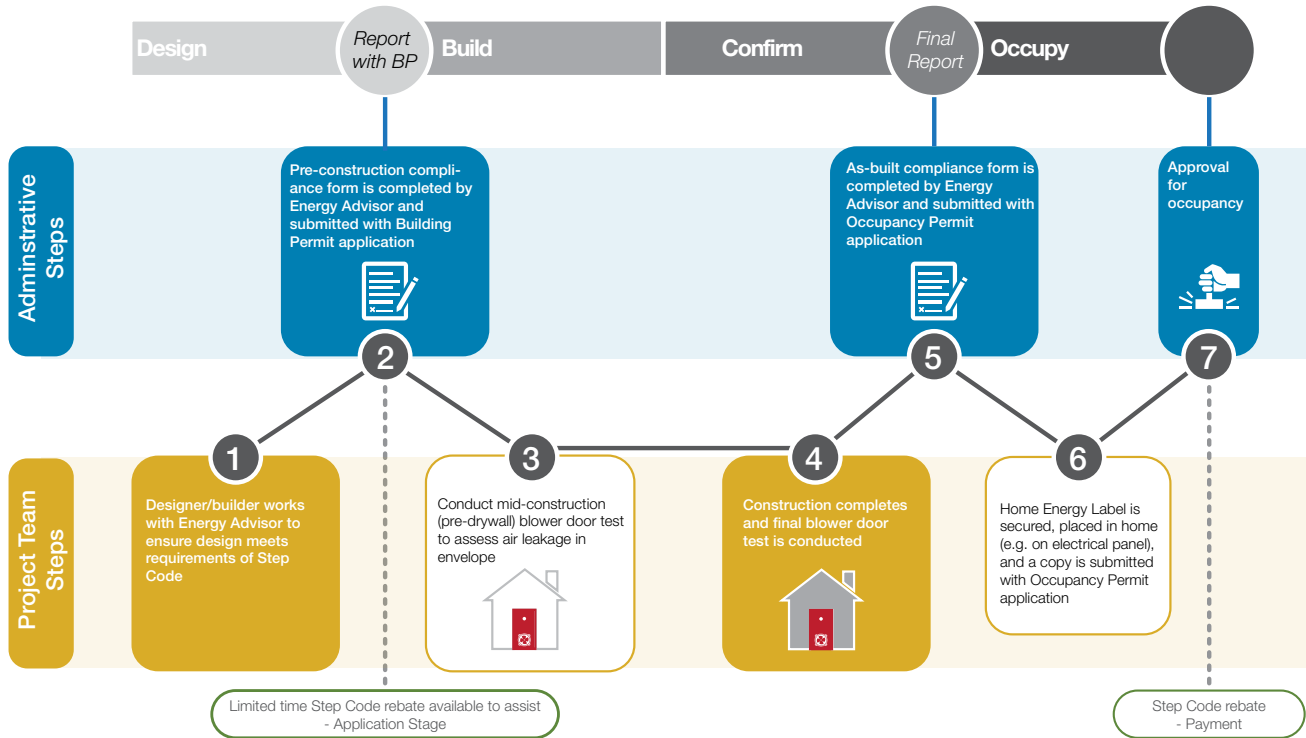 Design
Report
with BP
Build
Confirm
Final
Report
Occupy
Adminstrative
Steps
Pre-construction compli-
ance form is completed by
Energy Advisor and
submitted with Building
Permit application
As-built compliance form is
completed by Energy
Advisor and submitted with
Occupancy Permit
application
Approval
for
occupancy
2
5
7
Project Team
Steps
1
Designer/builder works
with Energy Advisor to
ensure design meets
requirements of Step
Code
3
Conduct mid-construction
(pre-drywall) blower door test
to assess air leakage in
envelope
4
Construction completes
and final blower door
test is conducted
6
Home Energy Label is
secured, placed in home
(e.g. on electrical panel),
and a copy is submitted
with Occupancy Permit
application
Limited time Step Code rebate available to assist
- Application Stage
Step Code rebate
- Payment